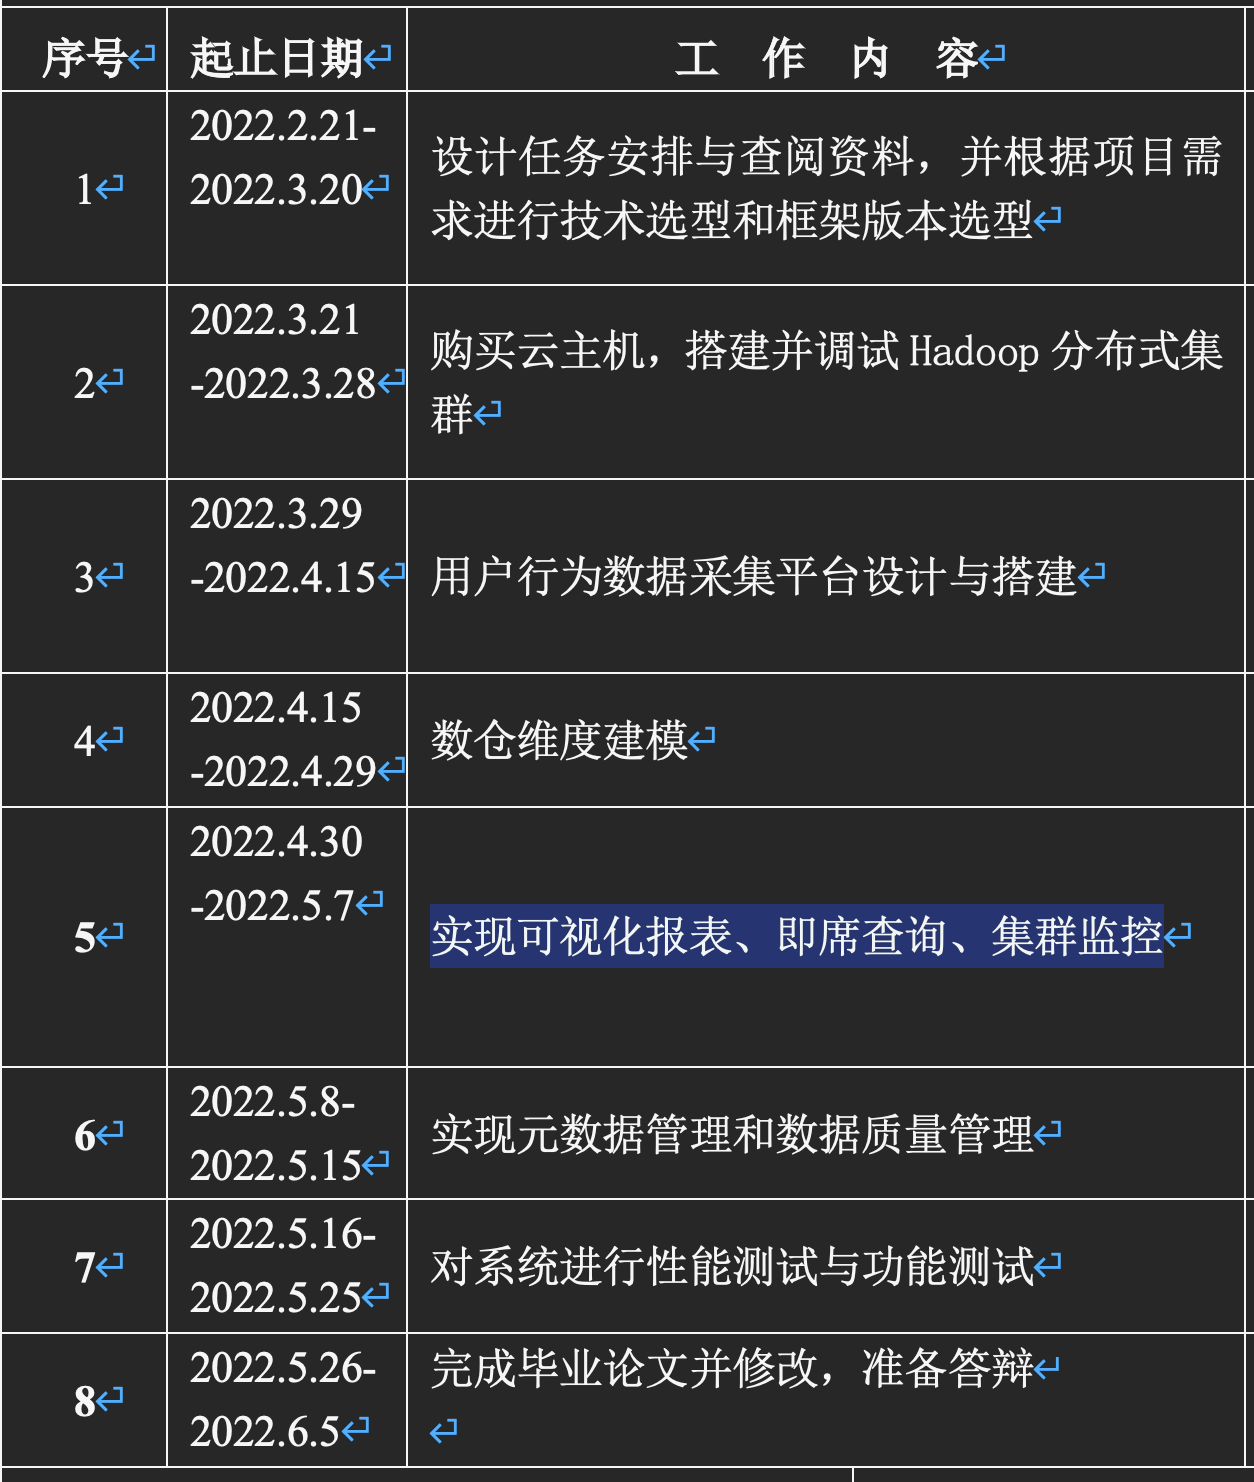 序号 起止日期 工 作 内 容
1
2022.2.21-
2022.3.20
设计任务安排与查阅资料，并根据项目需
求进行技术选型和框架版本选型
2
2022.3.21
-2022.3.28
购买云主机，搭建并调试 Hadoop 分布式集
群
3
2022.3.29
-2022.4.15
用户行为数据采集平台设计与搭建
4
2022.4.15
-2022.4.29
数仓维度建模
5
2022.4.30
-2022.5.7
实现可视化报表、即席查询、集群监控
6
2022.5.8-
2022.5.15
实现元数据管理和数据质量管理
7
2022.5.16-
2022.5.25
对系统进行性能测试与功能测试
8
2022.5.26-
2022.6.5
完成毕业论文并修改，准备答辩